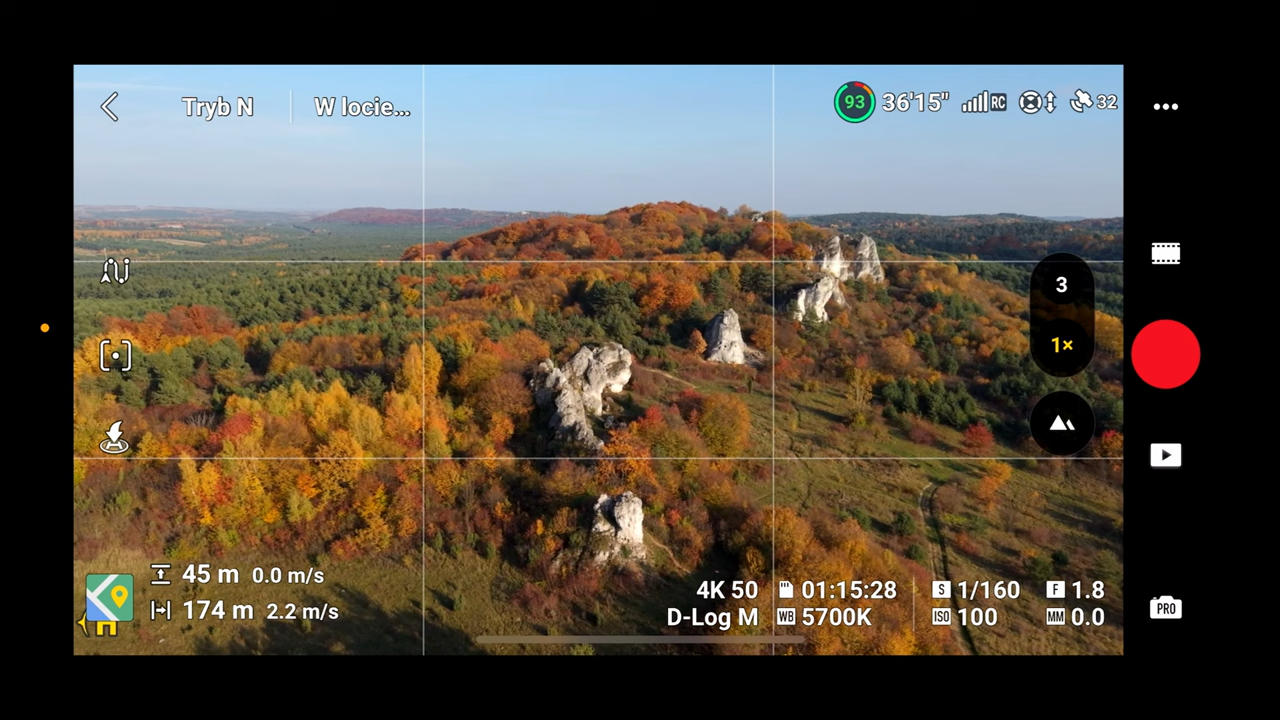 Tryb N
W locie...
93
36'15"
RC
32
3
1×
45 m 0.0 m/s
174 m 2.2 m/s
4K 50
01:15:28
S 1/160
F 1.8
D-Log M
WB 5700K
ISO 100
MM 0.0
PRO